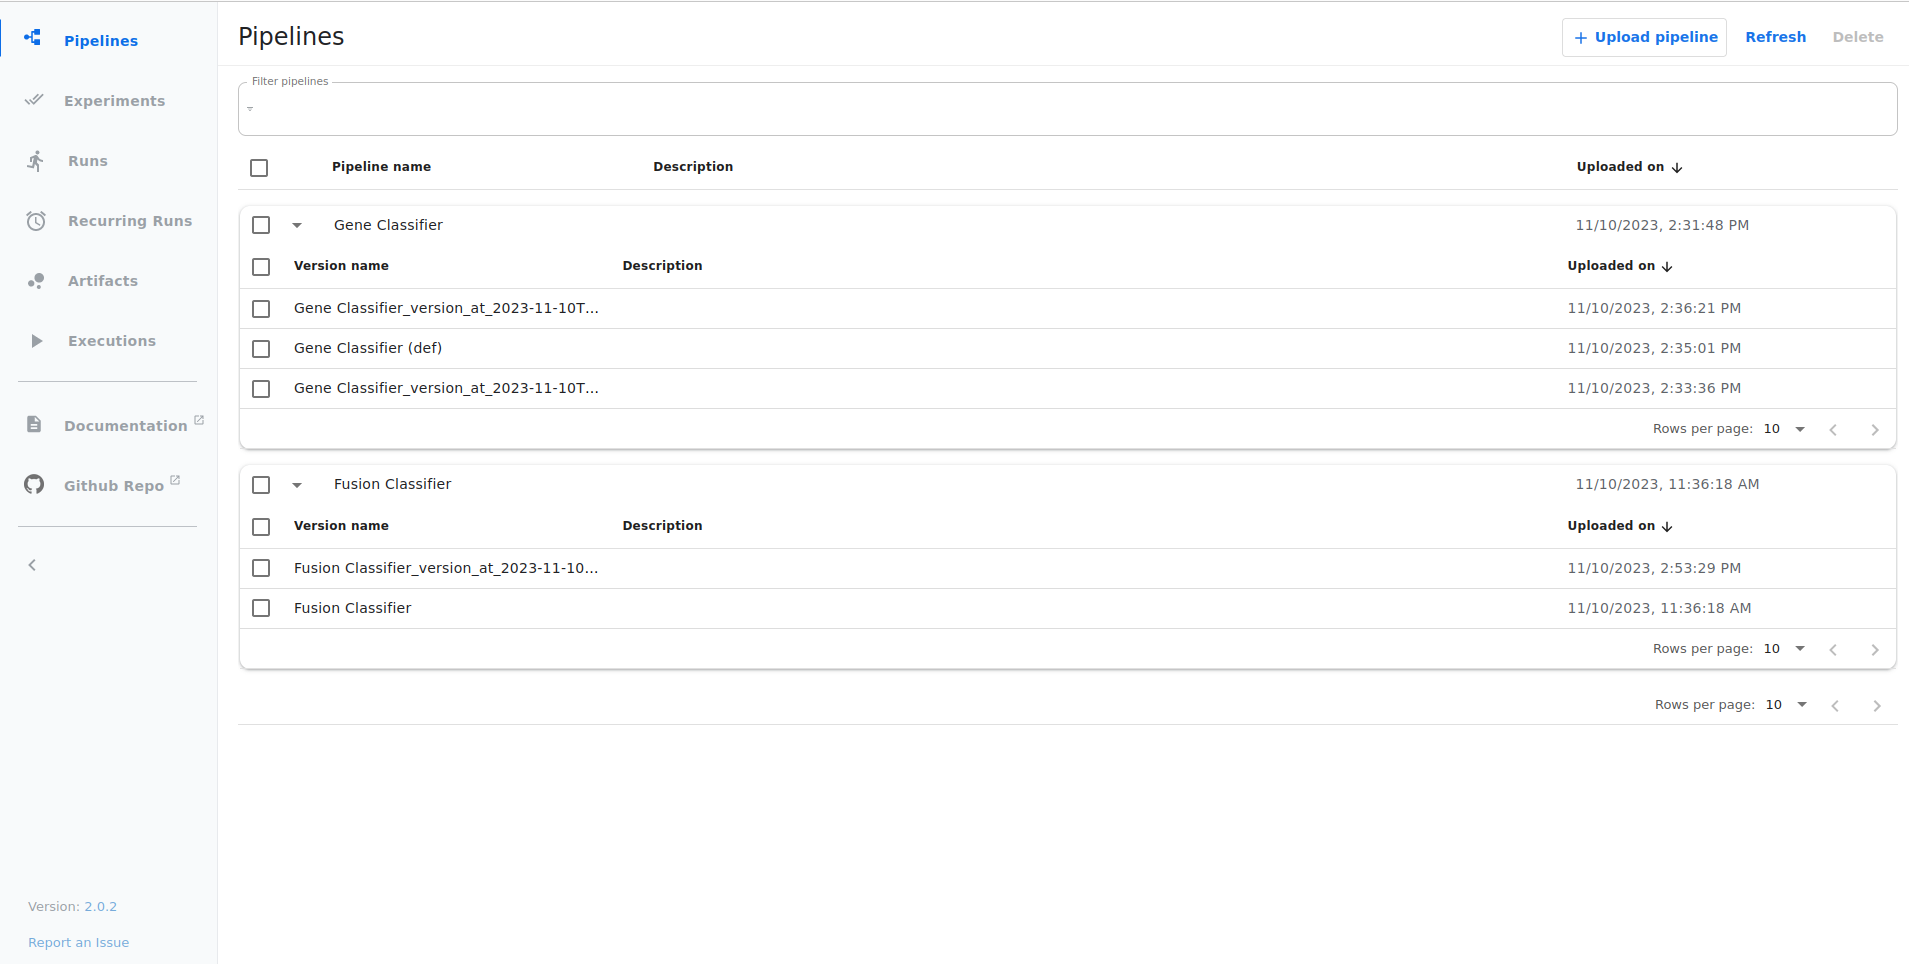 Pipelines
Experiments
Runs
Recurring Runs
Artifacts
Executions
Documentation
Github Repo
Version: 2.0.2
Report an Issue
Pipelines
+ Upload pipeline Refresh Delete
Filter pipelines
Pipeline name Description Uploaded on
Gene Classifier 11/10/2023, 2:31:48 PM
Version name Description Uploaded on
Gene Classifier_version_at_2023-11-10T... 11/10/2023, 2:36:21 PM
Gene Classifier (def) 11/10/2023, 2:35:01 PM
Gene Classifier_version_at_2023-11-10T... 11/10/2023, 2:33:36 PM
Rows per page: 10
Fusion Classifier 11/10/2023, 11:36:18 AM
Version name Description Uploaded on
Fusion Classifier_version_at_2023-11-10... 11/10/2023, 2:53:29 PM
Fusion Classifier 11/10/2023, 11:36:18 AM
Rows per page: 10
Rows per page: 10